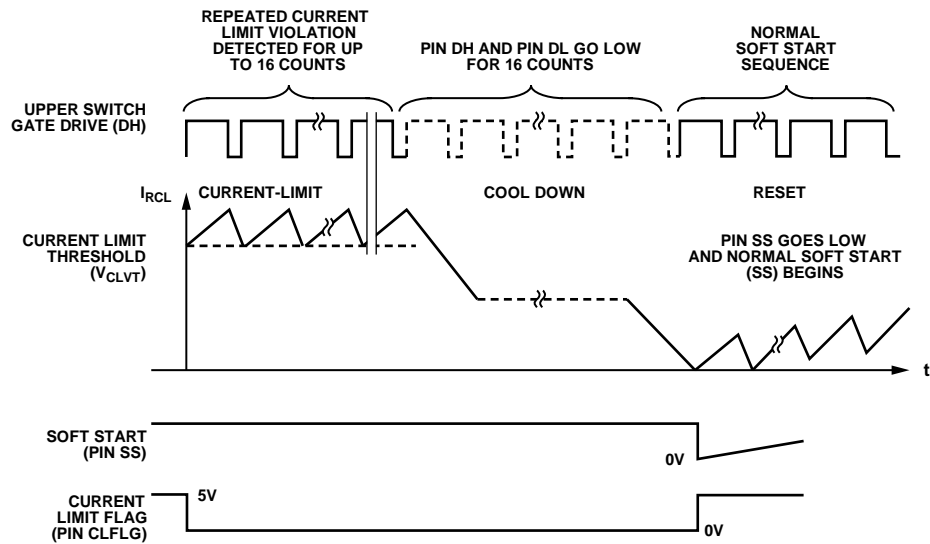 REPEATED CURRENT
LIMIT VIOLATION
DETECTED FOR UP
TO 16 COUNTS
PIN DH AND PIN DL GO LOW
FOR 16 COUNTS
NORMAL
SOFT START
SEQUENCE
UPPER SWITCH
GATE DRIVE (DH)
IRCL
CURRENT-LIMIT
COOL DOWN
RESET
CURRENT LIMIT
THRESHOLD
(VCLVT)
PIN SS GOES LOW
AND NORMAL SOFT START
(SS) BEGINS
t
SOFT START
(PIN SS)
0V
CURRENT
LIMIT FLAG
(PIN CLFLG)
5V
0V